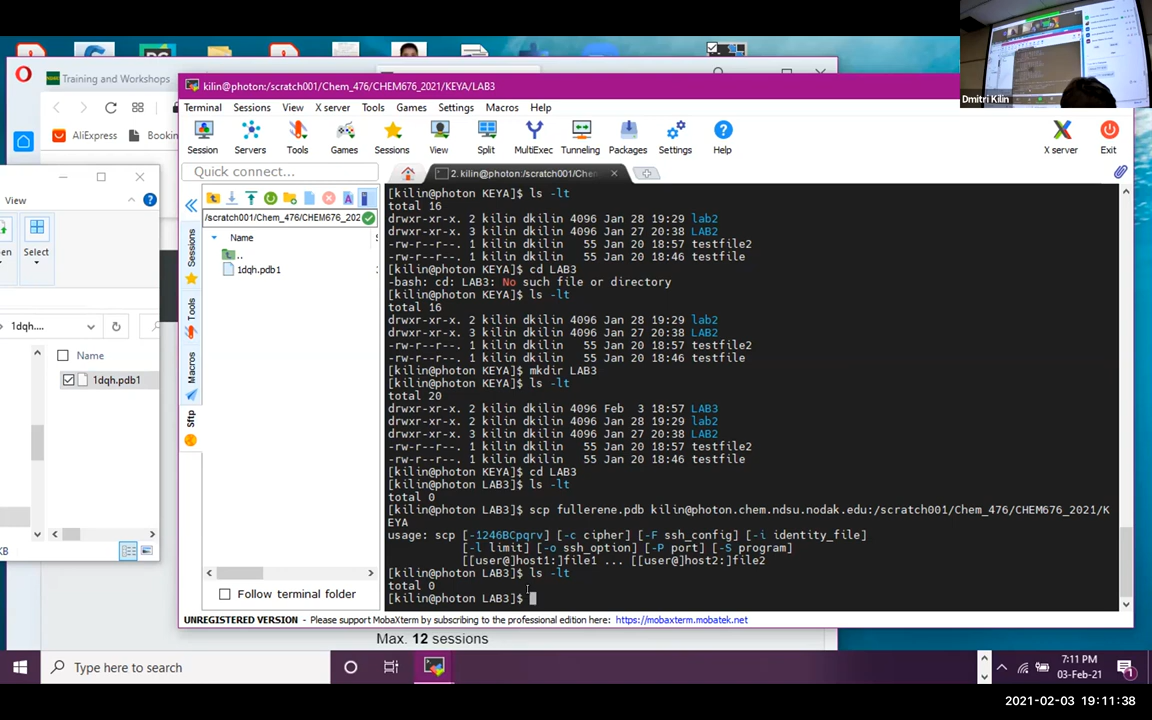 Training and Workshops
AliExpress
Bookin
kilin@photon:/scratch001/Chem_476/CHEM676_2021/KEYA/LAB3
Dmitri Kilin
Terminal Sessions View X server Tools Games Settings Macros Help
Session Servers Tools Games Sessions View Split MultiExec Tunneling Packages Settings Help X server Exit
Quick connect...
2. kilin@photon:/scratch001/Chem
/scratch001/Chem_476/CHEM676_202
Name
..
1dqh.pdb1
Sessions
Tools
Macros
Sftp
View
Select
1dqh....
Name
1dqh.pdb1
KB
[kilin@photon KEYA]$ ls -lt
total 16
drwxr-xr-x. 2 kilin dkilin 4096 Jan 28 19:29 lab2
drwxr-xr-x. 3 kilin dkilin 4096 Jan 27 20:38 LAB2
-rw-r--r--. 1 kilin dkilin   55 Jan 20 18:57 testfile2
-rw-r--r--. 1 kilin dkilin   55 Jan 20 18:46 testfile
[kilin@photon KEYA]$ cd LAB3
-bash: cd: LAB3: No such file or directory
[kilin@photon KEYA]$ ls -lt
total 16
drwxr-xr-x. 2 kilin dkilin 4096 Jan 28 19:29 lab2
drwxr-xr-x. 3 kilin dkilin 4096 Jan 27 20:38 LAB2
-rw-r--r--. 1 kilin dkilin   55 Jan 20 18:57 testfile2
-rw-r--r--. 1 kilin dkilin   55 Jan 20 18:46 testfile
[kilin@photon KEYA]$ mkdir LAB3
[kilin@photon KEYA]$ ls -lt
total 20
drwxr-xr-x. 2 kilin dkilin 4096 Feb  3 18:57 LAB3
drwxr-xr-x. 2 kilin dkilin 4096 Jan 28 19:29 lab2
drwxr-xr-x. 3 kilin dkilin 4096 Jan 27 20:38 LAB2
-rw-r--r--. 1 kilin dkilin   55 Jan 20 18:57 testfile2
-rw-r--r--. 1 kilin dkilin   55 Jan 20 18:46 testfile
[kilin@photon KEYA]$ cd LAB3
[kilin@photon LAB3]$ ls -lt
total 0
[kilin@photon LAB3]$ scp fullerene.pdb kilin@photon.chem.ndsu.nodak.edu:/scratch001/Chem_476/CHEM676_2021/K
EYA
usage: scp [-1246BCpqrv] [-c cipher] [-F ssh_config] [-i identity_file]
           [-l limit] [-o ssh_option] [-P port] [-S program]
           [[user@]host1:]file1 ... [[user@]host2:]file2
[kilin@photon LAB3]$ ls -lt
total 0
[kilin@photon LAB3]$
Follow terminal folder
UNREGISTERED VERSION - Please support MobaXterm by subscribing to the professional edition here: https://mobaxterm.mobatek.net
Max. 12 sessions
Type here to search
7:11 PM
03-Feb-21
1
2021-02-03 19:11:38